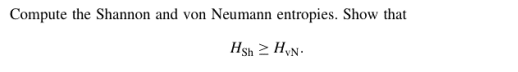 Compute the Shannon and von Neumann entropies. Show that
H_Sh ≥ H_vN.